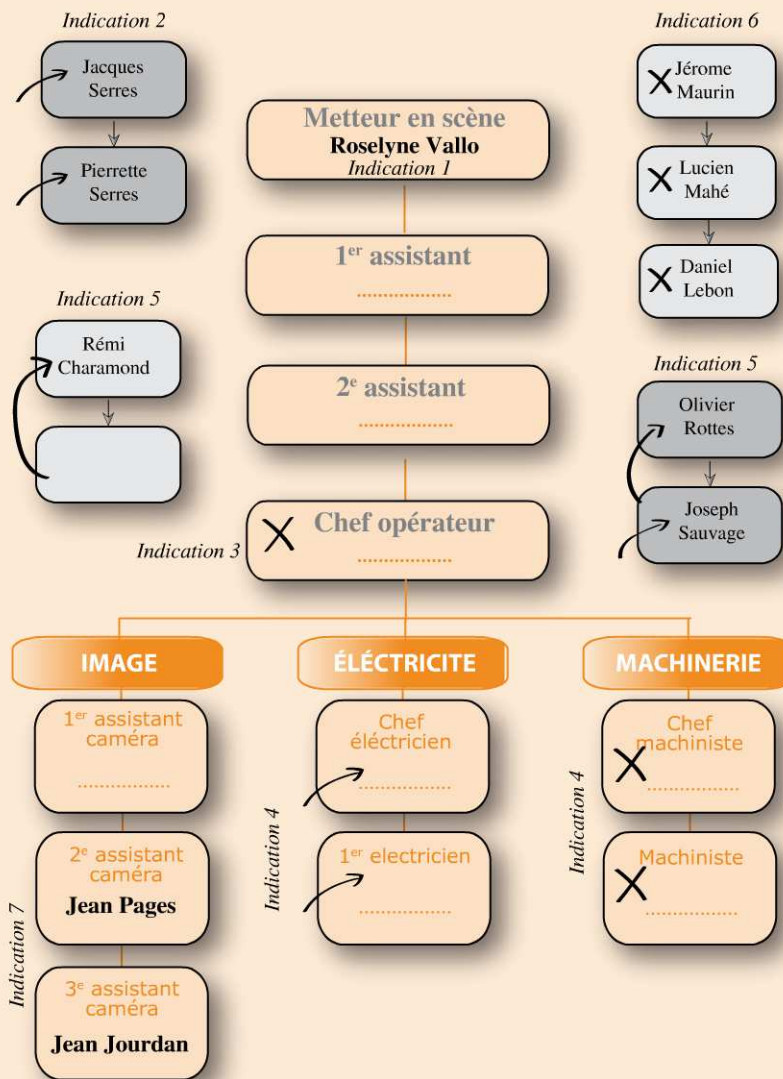 Indication 2
Jacques
Serres
Pierrette
Serres
Indication 5
Rémi
Charamond
Metteur en scène
Roselyne Vallo
Indication 1
1er assistant
..................
2e assistant
..................
Chef opérateur
..................
Indication 3
Indication 6
Jérome
Maurin
Lucien
Mahé
Daniel
Lebon
Indication 5
Olivier
Rottes
Joseph
Sauvage
IMAGE
1er assistant
caméra
..................
2e assistant
caméra
Jean Pages
3e assistant
caméra
Jean Jourdan
Indication 7
ÉLÉCTRICITE
Chef
éléctricien
..................
1er electricien
..................
Indication 4
MACHINERIE
Chef
machiniste
..................
Machiniste
..................
Indication 4